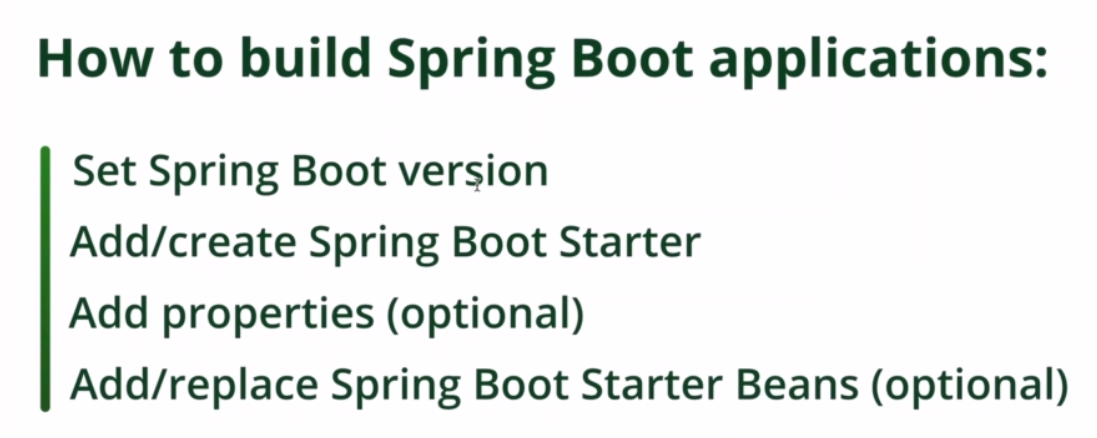 How to build Spring Boot applications:
Set Spring Boot version
Add/create Spring Boot Starter
Add properties (optional)
Add/replace Spring Boot Starter Beans (optional)